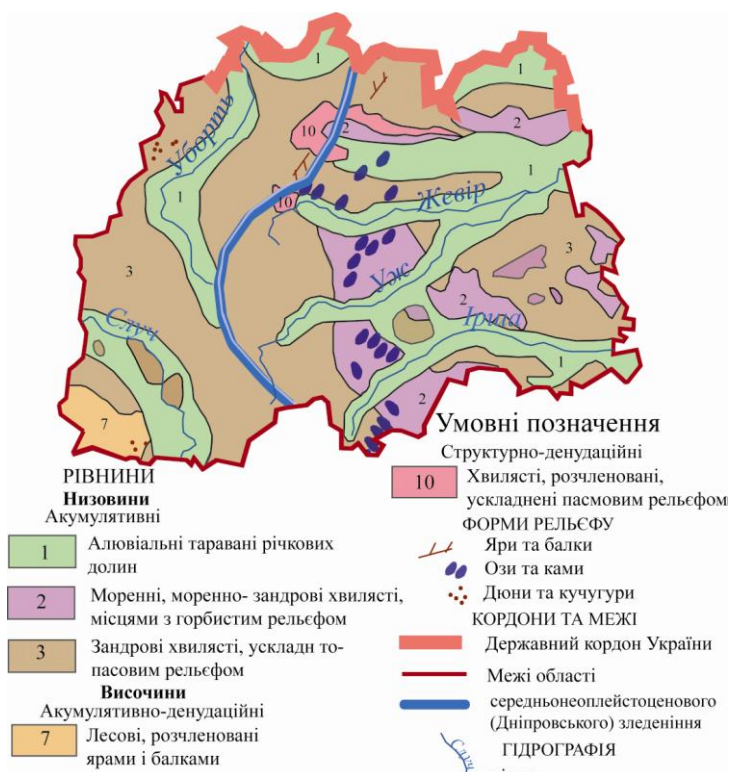 1
1
Уборть
10
2
2
1
10
1
Жевір
3
3
Уж
2
Случ
Ірша
1
7
2
Умовні позначення
Структурно-денудаційні
10
Хвилясті, розчленовані,
ускладнені пасмовим рельєфом
ФОРМИ РЕЛЬЄФУ
Яри та балки
Ози та ками
Дюни та кучугури
КОРДОНИ ТА МЕЖІ
Державний кордон України
Межі області
середньонеоплейстоценового
(Дніпровського) зледеніння
Случ
ГІДРОГРАФІЯ
РІВНИНИ
Низовини
Акумулятивні
1
Алювіальні таравані річкових
долин
2
Моренні, моренно- зандрові хвилясті,
місцями з горбистим рельєфом
3
Зандрові хвилясті, ускладн то-
пасовим рельєфом
Височини
Акумулятивно-денудаційні
7
Лесові, розчленовані
ярами і балками